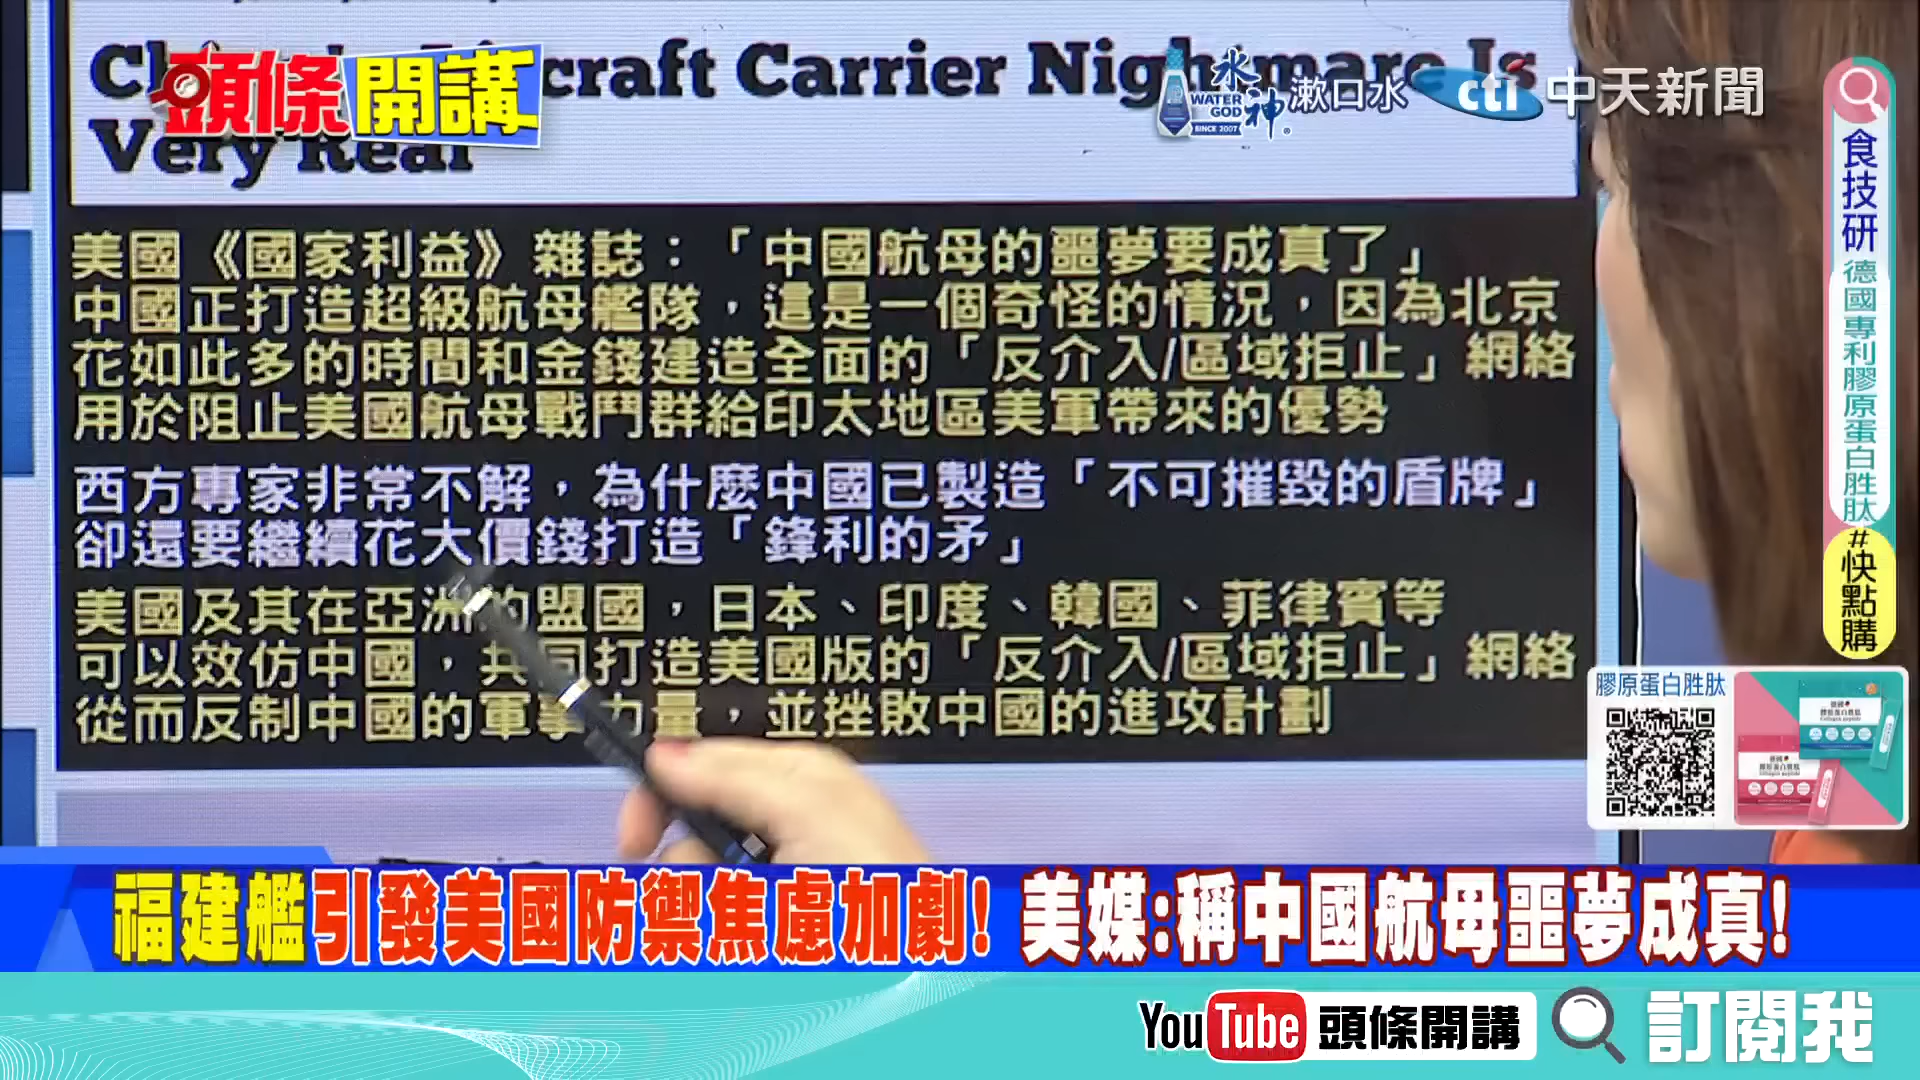 Aircraft Carrier Nightmare Is
Very Real
頭條開講
水神
WATER
GOD
SINCE 2007
漱口水
cti 中天新聞
美國《國家利益》雜誌：「中國航母的噩夢要成真了」
中國正打造超級航母艦隊，這是一個奇怪的情況，因為北京
花如此多的時間和金錢建造全面的「反介入/區域拒止」網絡
用於阻止美國航母戰鬥群給印太地區美軍帶來的優勢
西方專家非常不解，為什麼中國已製造「不可摧毀的盾牌」
卻還要繼續花大價錢打造「鋒利的矛」
美國及其在亞洲的盟國，日本、印度、韓國、菲律賓等
可以效仿中國，共同打造美國版的「反介入/區域拒止」網絡
從而反制中國的軍事力量，並挫敗中國的進攻計劃
食技研
德國專利膠原蛋白胜肽
#快點購
膠原蛋白胜肽
福建艦引發美國防禦焦慮加劇! 美媒:稱中國航母噩夢成真!
YouTube 頭條開講 訂閱我